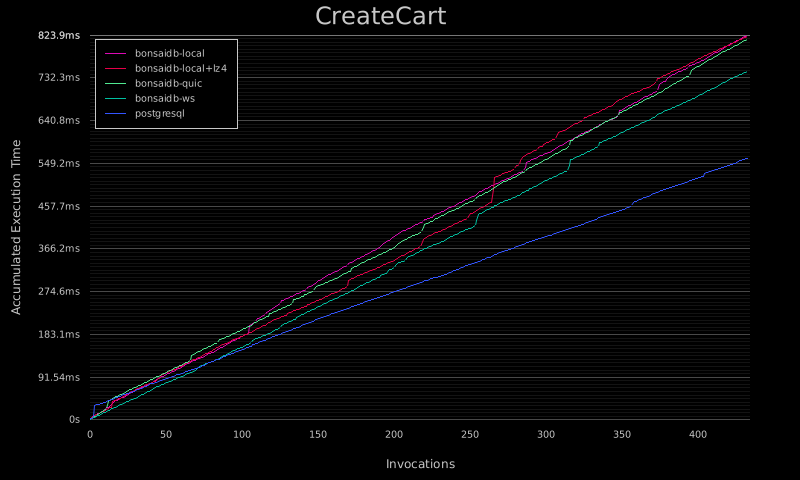 CreateCart
823.9ms
732.3ms
640.8ms
549.2ms
457.7ms
366.2ms
274.6ms
183.1ms
91.54ms
0s
bonsaidb-local
bonsaidb-local+lz4
bonsaidb-quic
bonsaidb-ws
postgresql
Accumulated Execution Time
0 50 100 150 200 250 300 350 400
Invocations